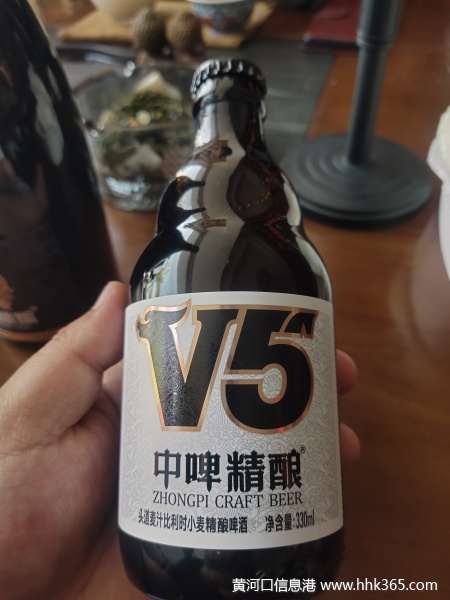 V5
中啤精酿®
ZHONGPI CRAFT BEER
头道麦汁比利时小麦精酿啤酒 净含量:330ml
黄河口信息港 www.hhk365.com